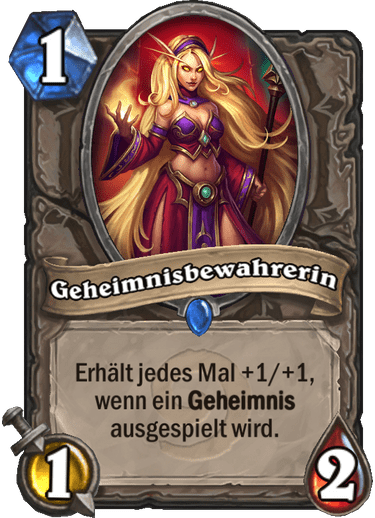 1
Geheimnisbewahrerin
Erhält jedes Mal +1/+1,
wenn ein Geheimnis
ausgespielt wird.
1
2